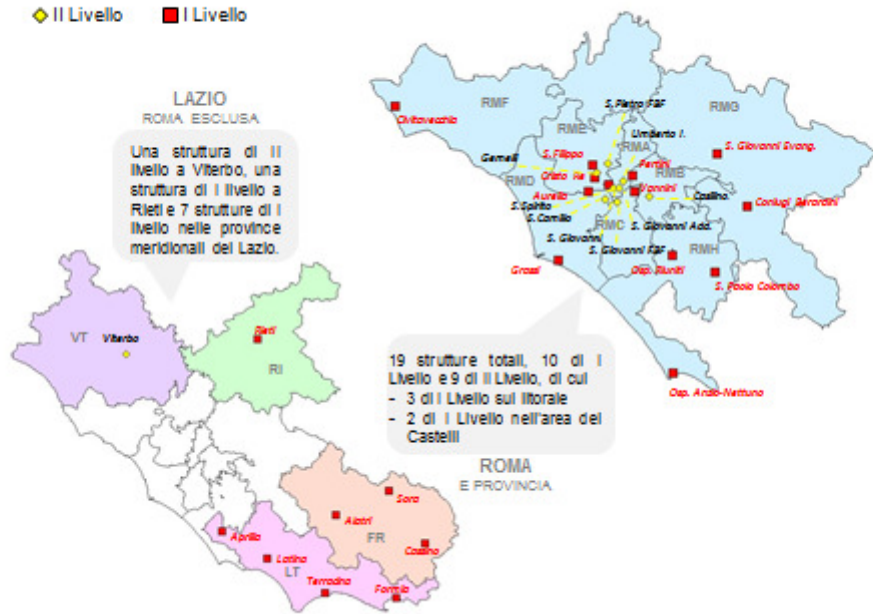 II Livello
I Livello
LAZIO
ROMA ESCLUSA
Una struttura di II
livello a Viterbo, una
struttura di I livello a
Rieti e 7 strutture di I
livello nelle province
meridionali del Lazio.
RMF
RMG
RME
RMA
RMB
RMD
RMC
RMH
Civitavecchia
S. Pietro FBF
Umberto I.
S. Giovanni Evang.
Gemelli
S. Filippo
Pertini
Cristo Re
Aurelia
Vannini
Casilino.
Coniugi Bernardini
S. Spirito
S. Camillo
S. Giovanni
S. Giovanni Add.
S. Giovanni FBF
Grassi
Osp. Riuniti
S. Paolo Colombo
Osp. Anzio-Nettuno
19 strutture totali, 10 di I
Livello e 9 di II Livello, di cui
- 3 di I Livello sul litorale
- 2 di I Livello nell'area dei
Castelli
ROMA
E PROVINCIA
VT
Viterbo
Rieti
RI
Sora
Alatri
FR
Cassino
Aprilia
Latina
LT
Terracina
Formia